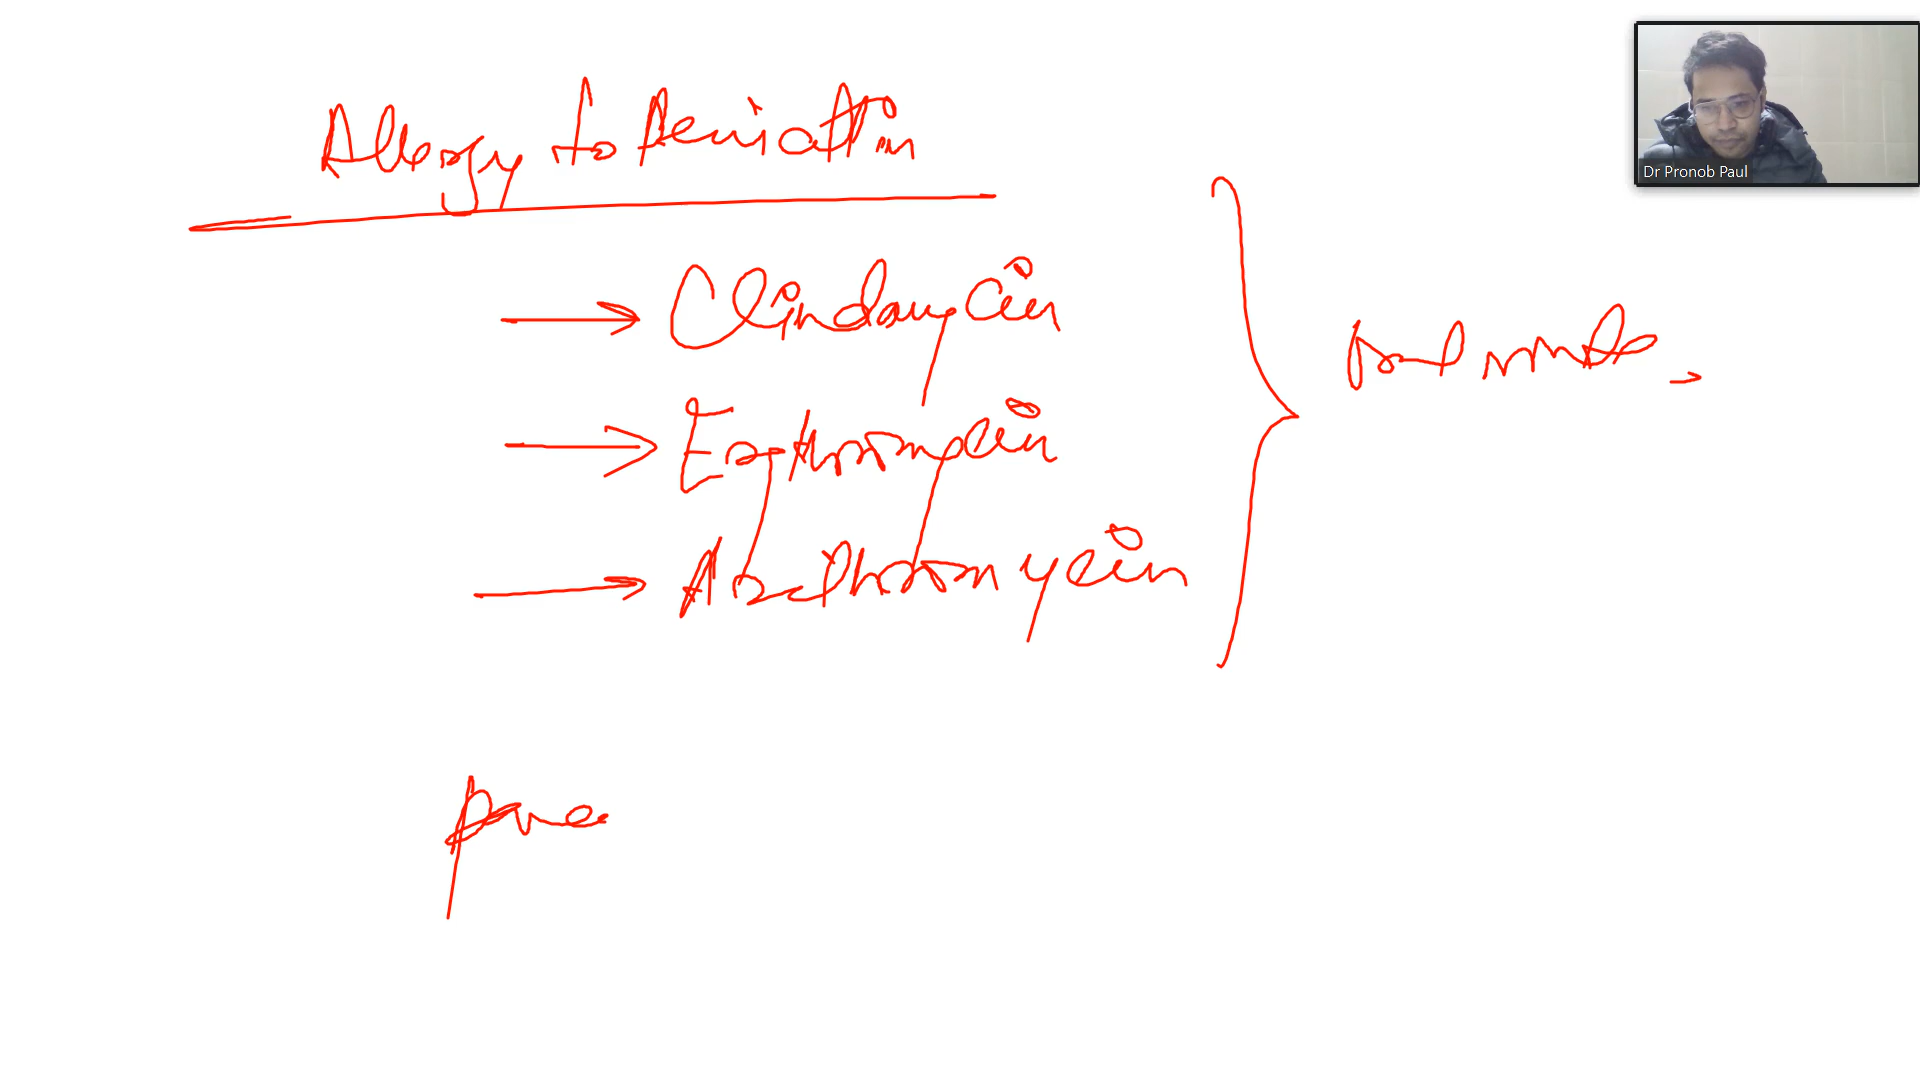 Dr Pronob Paul
Allergy to Penicillin
→ Clindamycin
→ Erythromycin
→ Azithromycin